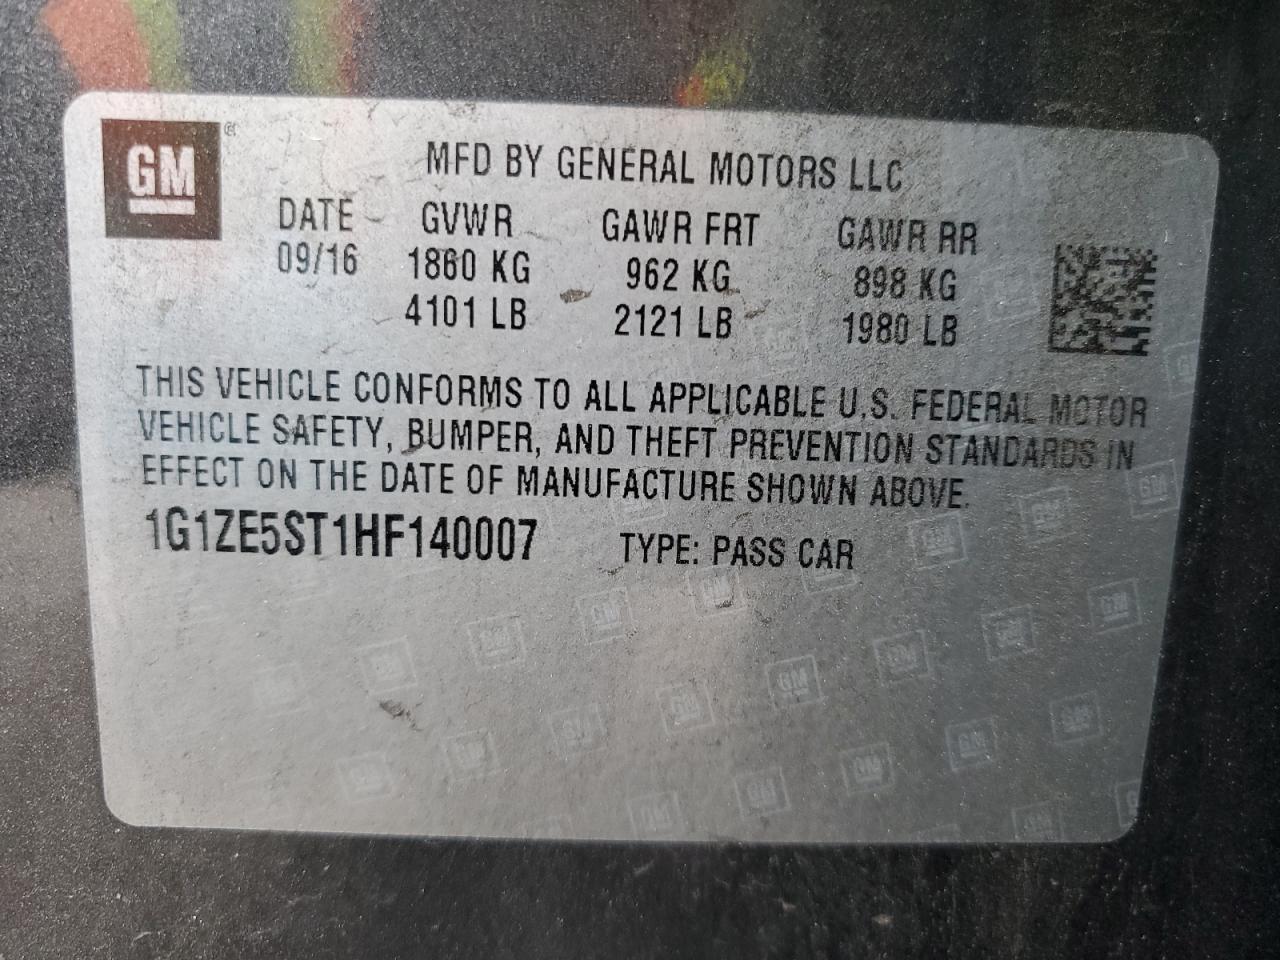 GM
MFD BY GENERAL MOTORS LLC
DATE GVWR GAWR FRT GAWR RR
09/16 1860 KG 962 KG 898 KG
4101 LB 2121 LB 1980 LB
THIS VEHICLE CONFORMS TO ALL APPLICABLE U.S. FEDERAL MOTOR
VEHICLE SAFETY, BUMPER, AND THEFT PREVENTION STANDARDS IN
EFFECT ON THE DATE OF MANUFACTURE SHOWN ABOVE.
1G1ZE5ST1HF140007 TYPE: PASS CAR